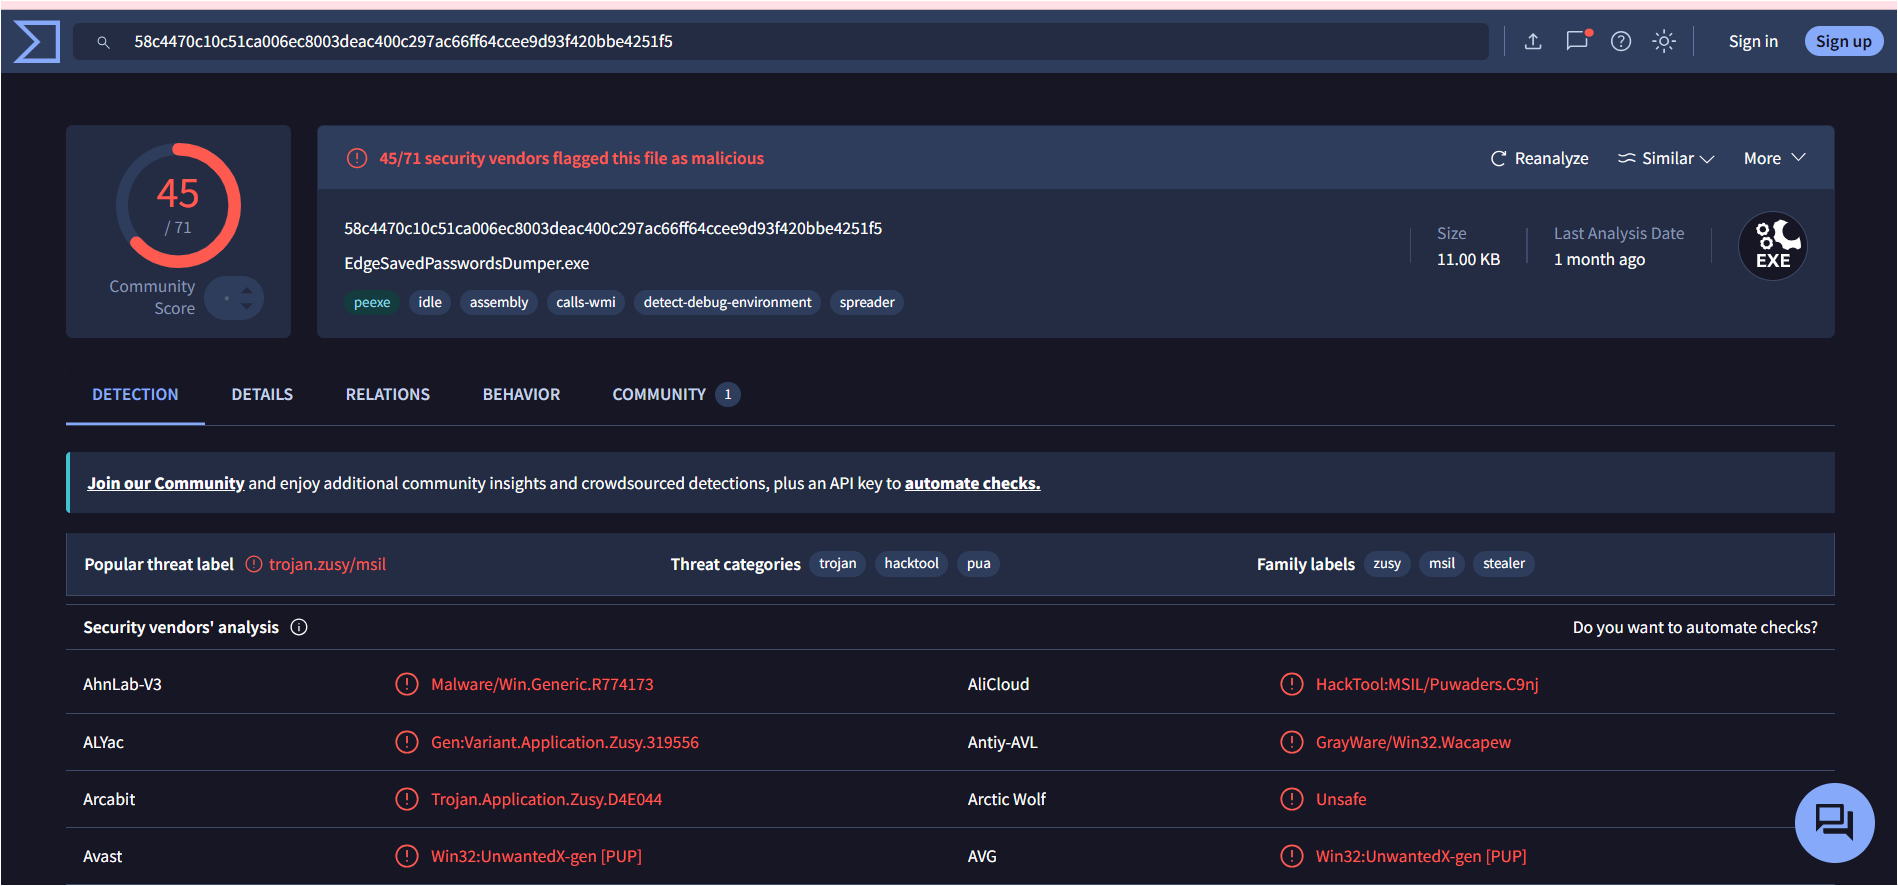 58c4470c10c51ca006ec8003deac400c297ac66ff64ccee9d93f420bbe4251f5
Sign in
Sign up
45
/ 71
Community
Score
45/71 security vendors flagged this file as malicious
Reanalyze
Similar
More
58c4470c10c51ca006ec8003deac400c297ac66ff64ccee9d93f420bbe4251f5
EdgeSavedPasswordsDumper.exe
peexe idle assembly calls-wmi detect-debug-environment spreader
Size
11.00 KB
Last Analysis Date
1 month ago
EXE
DETECTION DETAILS RELATIONS BEHAVIOR COMMUNITY 1
Join our Community and enjoy additional community insights and crowdsourced detections, plus an API key to automate checks.
Popular threat label trojan.zusy/msil
Threat categories trojan hacktool pua
Family labels zusy msil stealer
Security vendors' analysis
Do you want to automate checks?
AhnLab-V3 Malware/Win.Generic.R774173 AliCloud HackTool:MSIL/Puwaders.C9nj
ALYac Gen:Variant.Application.Zusy.319556 Antiy-AVL GrayWare/Win32.Wacapew
Arcabit Trojan.Application.Zusy.D4E044 Arctic Wolf Unsafe
Avast Win32:UnwantedX-gen [PUP] AVG Win32:UnwantedX-gen [PUP]